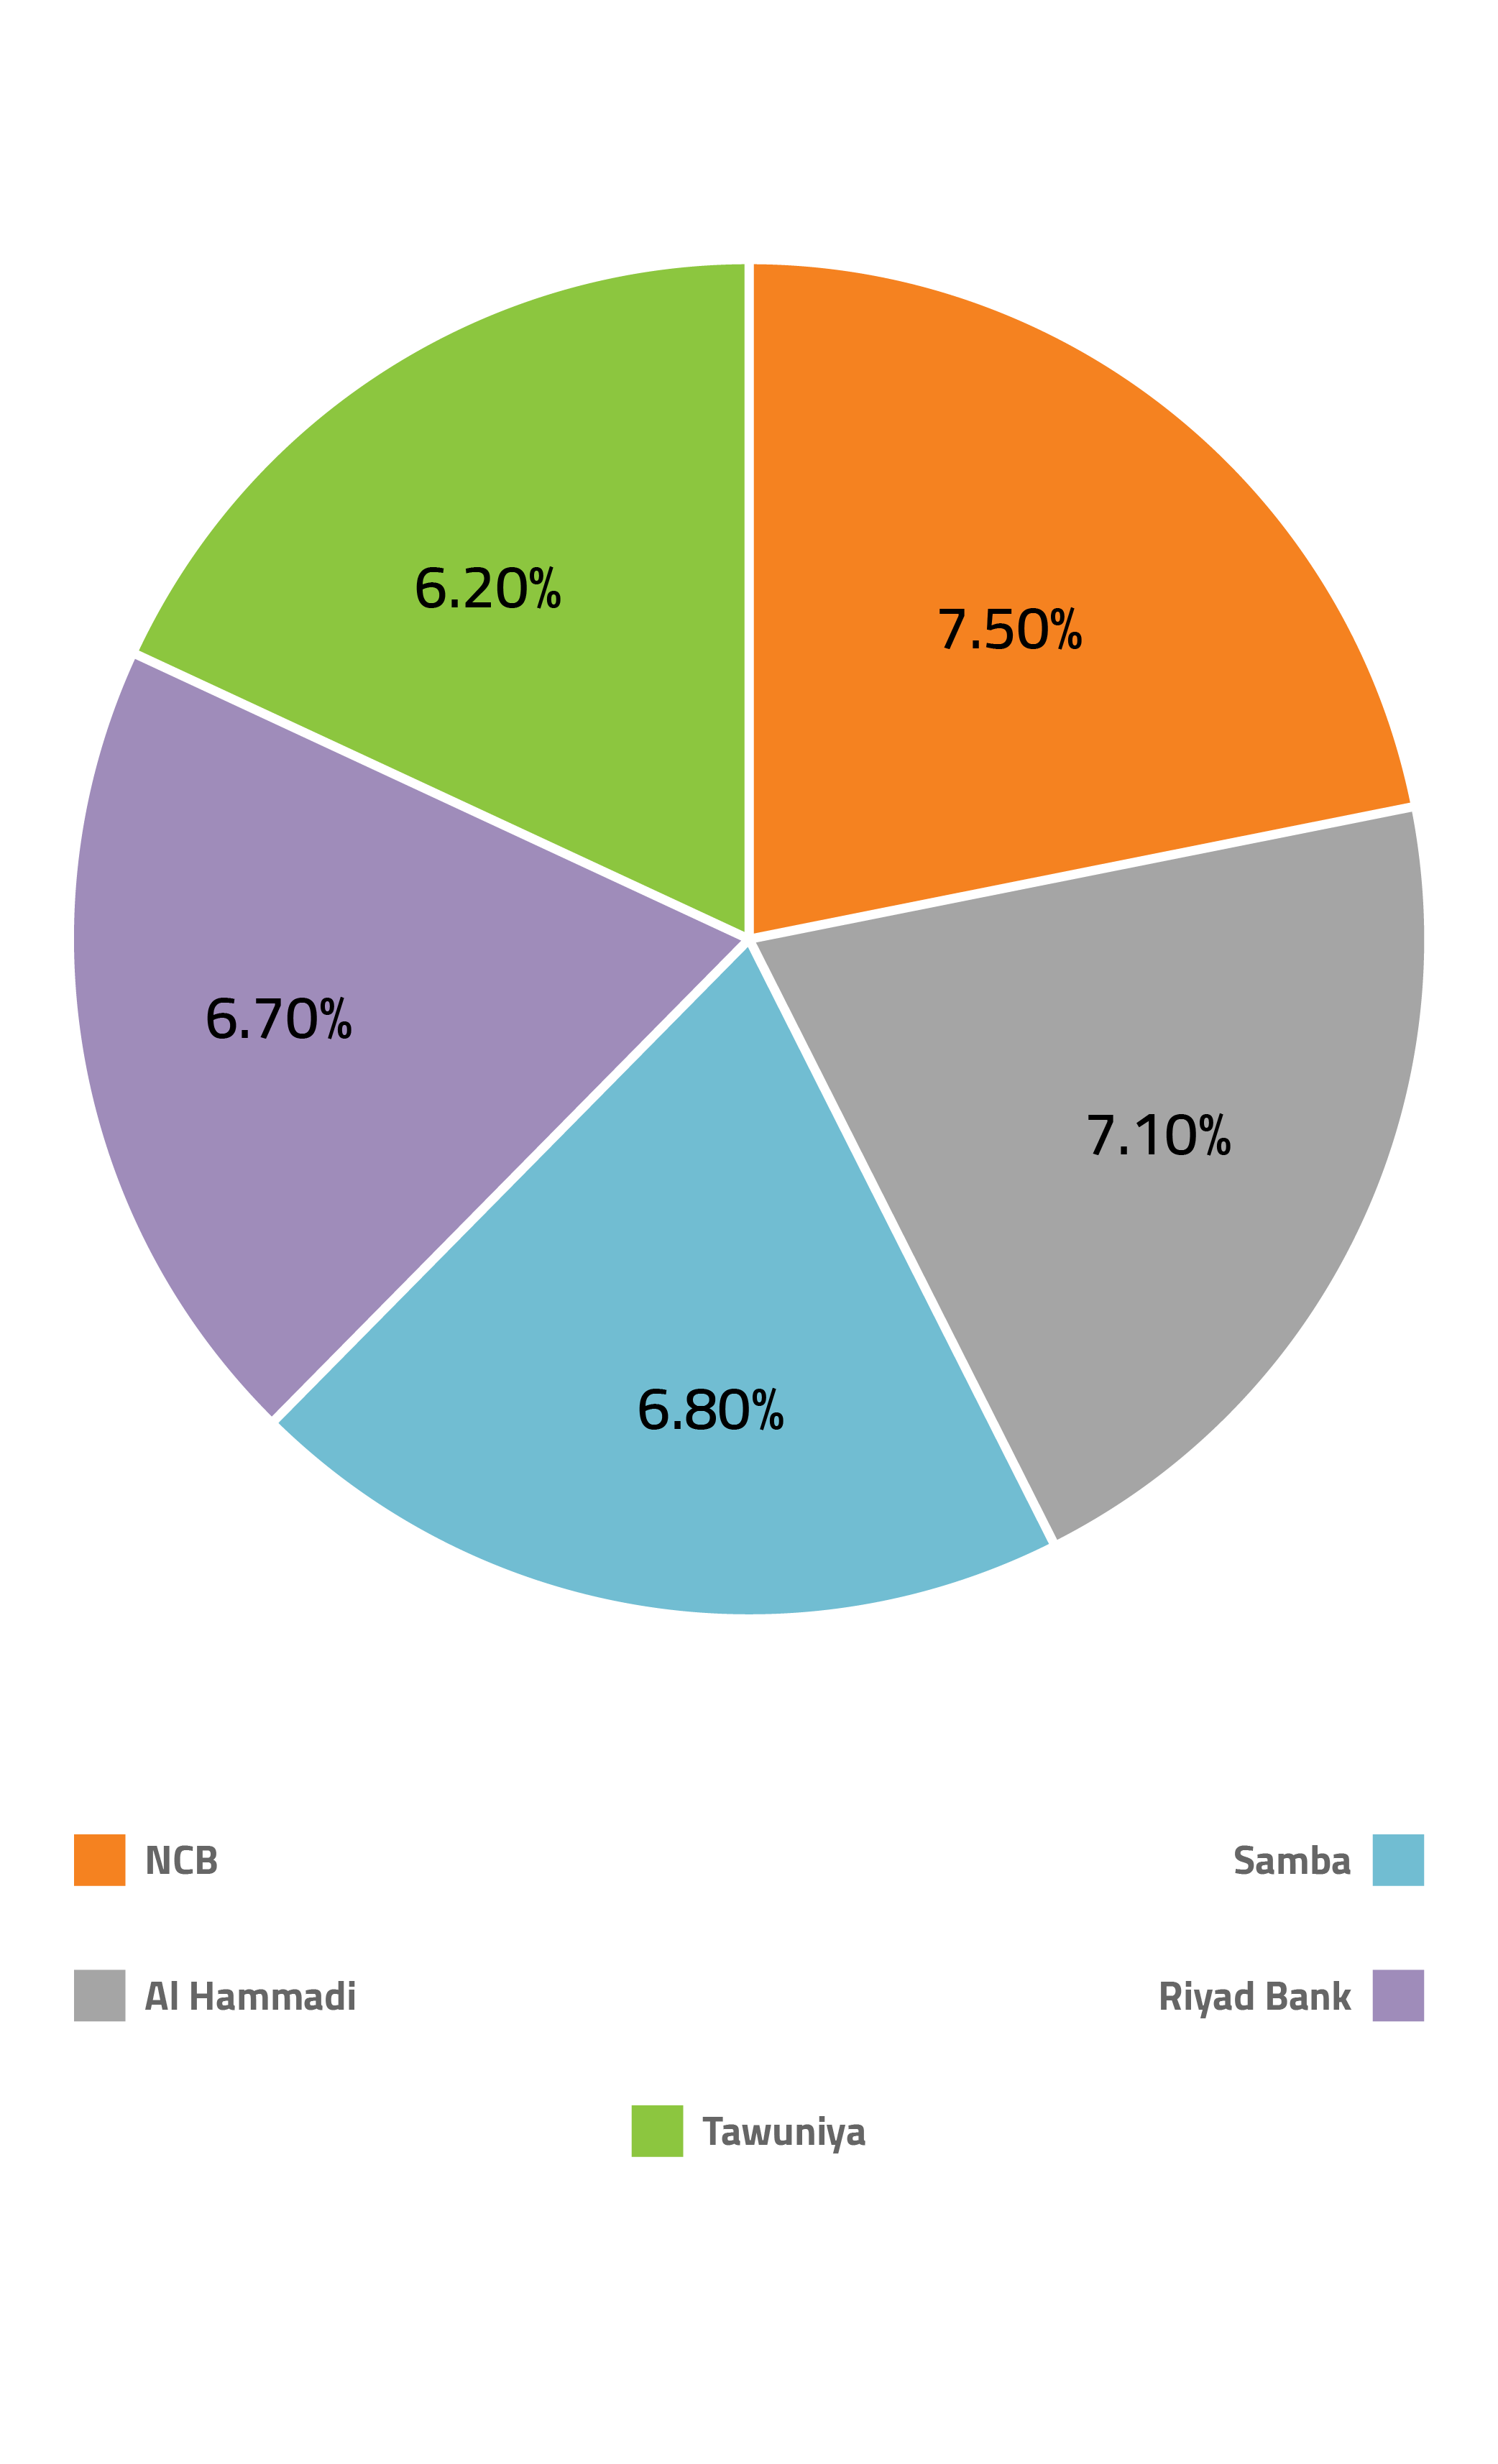 6.20%
7.50%
6.70%
7.10%
6.80%
NCB
Samba
Al Hammadi
Riyad Bank
Tawuniya